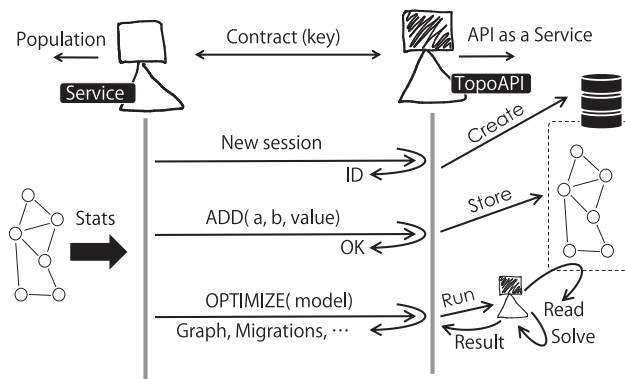 Population
Contract (key)
API as a Service
Service
TopoAPI
New session
ID
Create
Stats
ADD( a, b, value)
OK
Store
OPTIMIZE( model)
Graph, Migrations, ···
Run
Result
Read
Solve